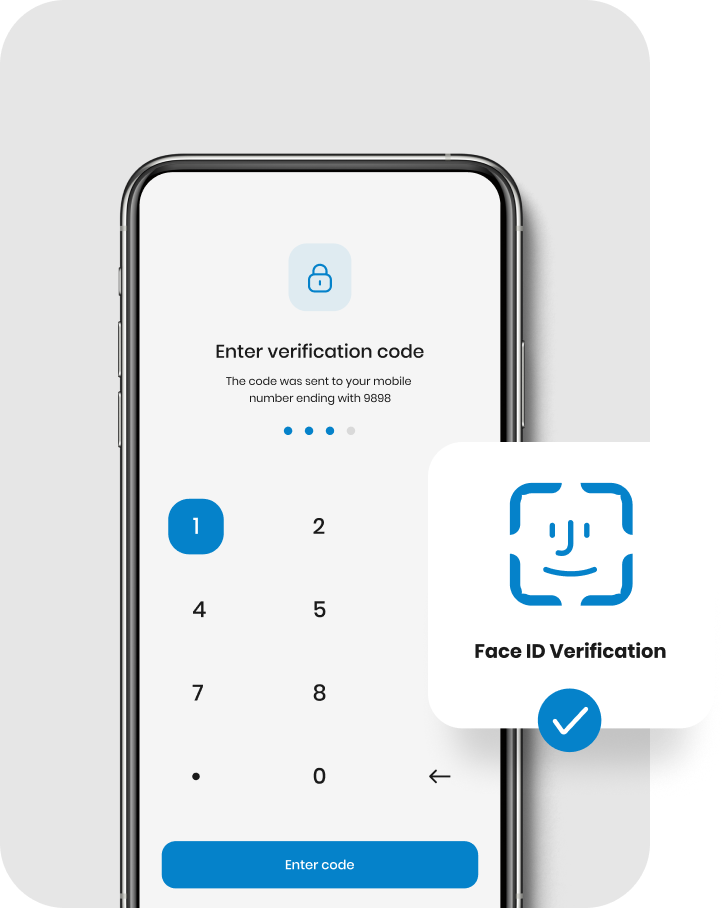 Enter verification code
The code was sent to your mobile
number ending with 9898
1 2
4 5
Face ID Verification
7 8
• 0 ←
Enter code